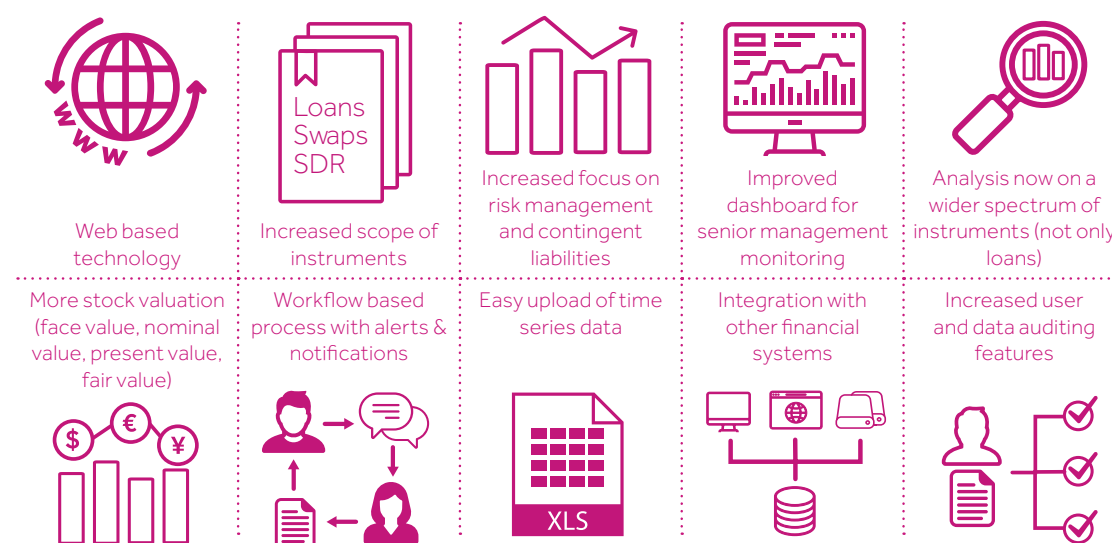 www
Web based
technology
Loans
Swaps
SDR
Increased scope of
instruments
Increased focus on
risk management
and contingent
liabilities
Improved
dashboard for
senior management
monitoring
Analysis now on a
wider spectrum of
instruments (not only
loans)
More stock valuation
(face value, nominal
value, present value,
fair value)
$ € ¥
Workflow based
process with alerts &
notifications
Easy upload of time
series data
XLS
Integration with
other financial
systems
Increased user
and data auditing
features